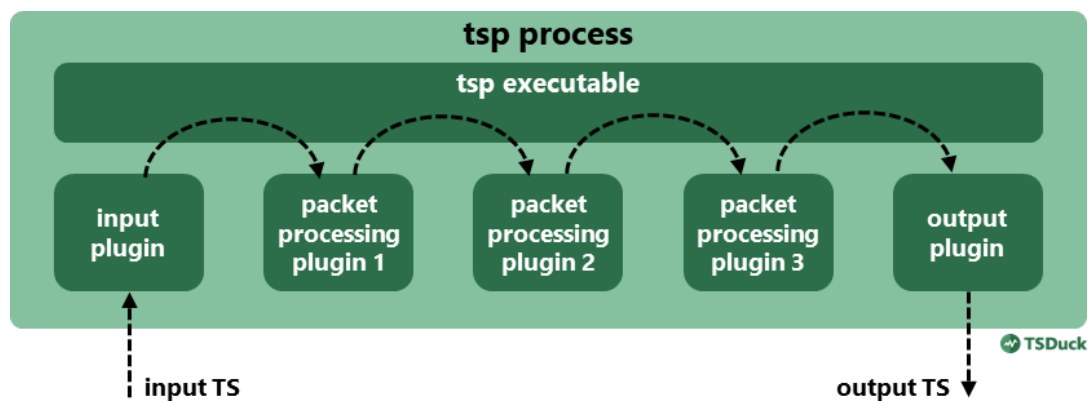 tsp process
tsp executable
input
plugin
packet
processing
plugin 1
packet
processing
plugin 2
packet
processing
plugin 3
output
plugin
TSDuck
input TS
output TS